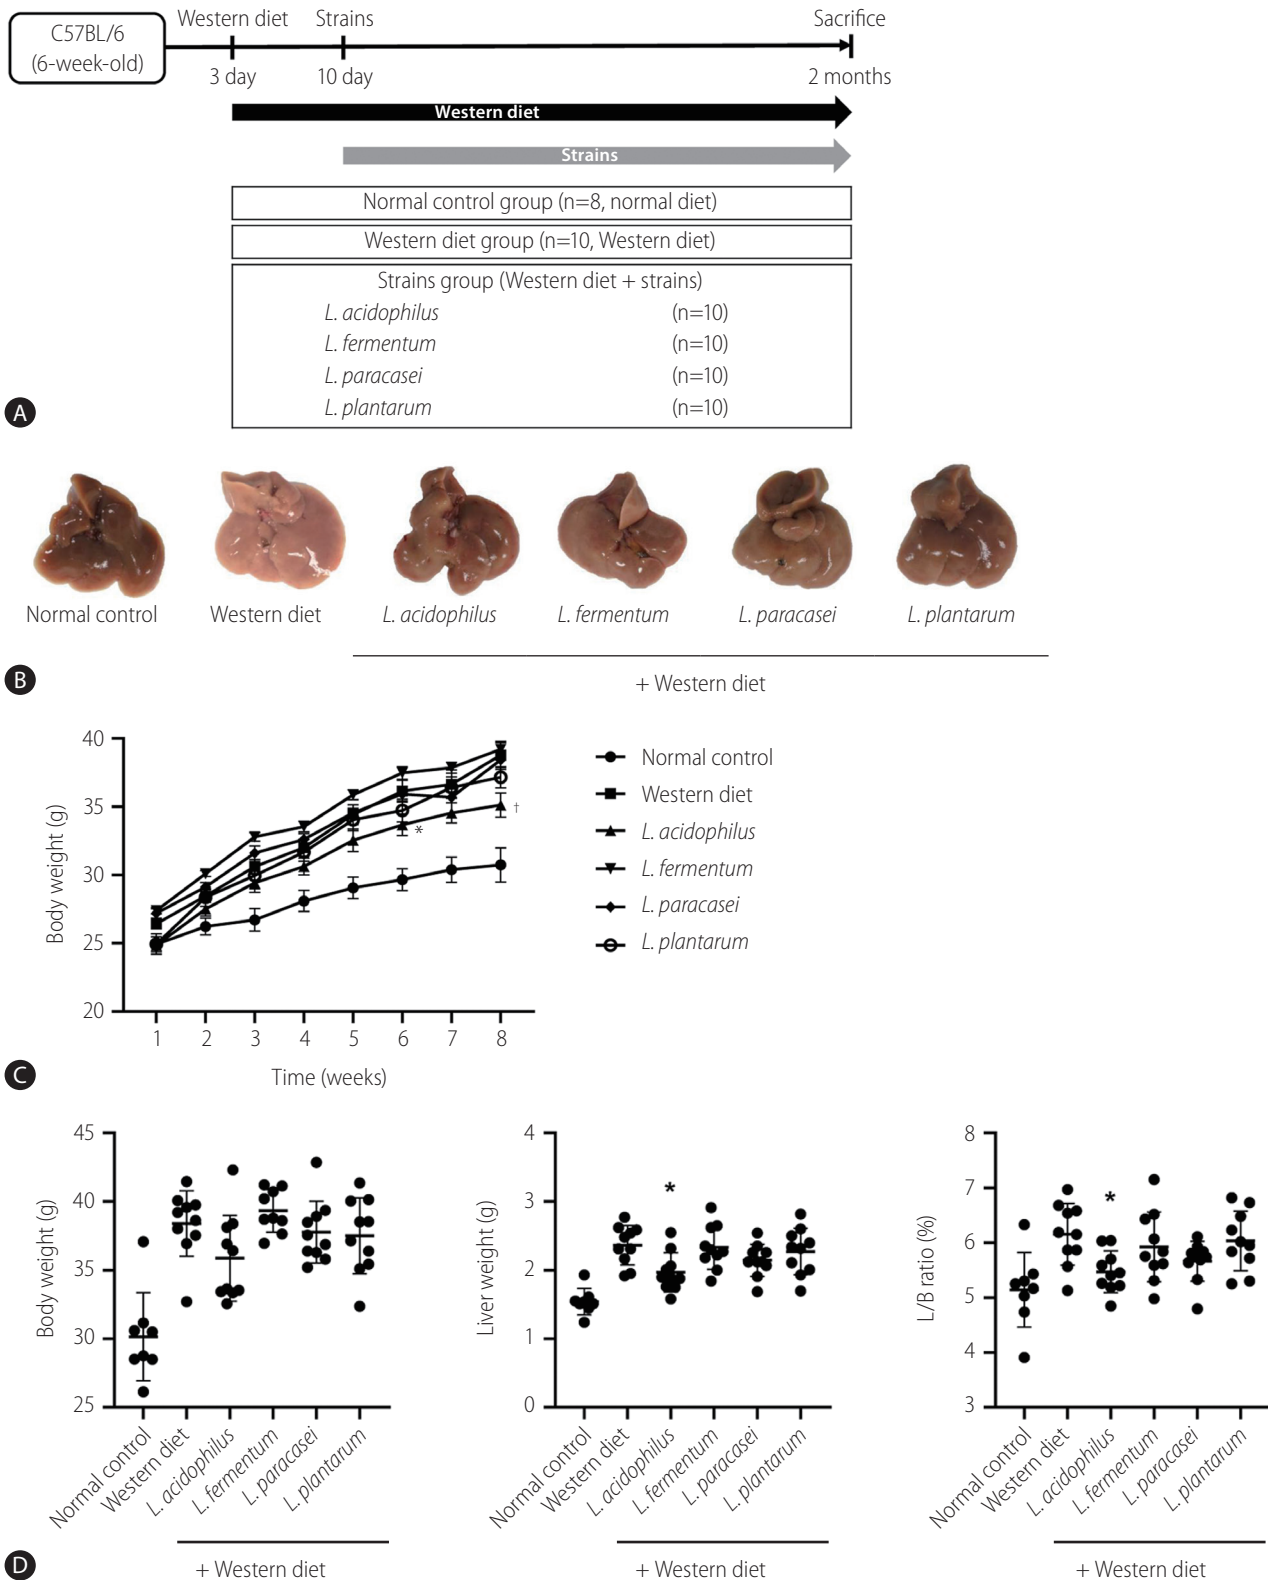 C57BL/6
(6-week-old)
Western diet
Strains
Sacrifice
3 day
10 day
2 months
Western diet
Strains
Normal control group (n=8, normal diet)
Western diet group (n=10, Western diet)
Strains group (Western diet + strains)
L. acidophilus (n=10)
L. fermentum (n=10)
L. paracasei (n=10)
L. plantarum (n=10)
A
Normal control
Western diet
L. acidophilus
L. fermentum
L. paracasei
L. plantarum
+ Western diet
B
Body weight (g)
40
35
30
25
20
1 2 3 4 5 6 7 8
Time (weeks)
*
†
Normal control
Western diet
L. acidophilus
L. fermentum
L. paracasei
L. plantarum
C
Body weight (g)
45
40
35
30
25
Normal control
Western diet
L. acidophilus
L. fermentum
L. paracasei
L. plantarum
+ Western diet
Liver weight (g)
4
3
2
1
0
*
Normal control
Western diet
L. acidophilus
L. fermentum
L. paracasei
L. plantarum
+ Western diet
L/B ratio (%)
8
7
6
5
4
3
*
Normal control
Western diet
L. acidophilus
L. fermentum
L. paracasei
L. plantarum
+ Western diet
D